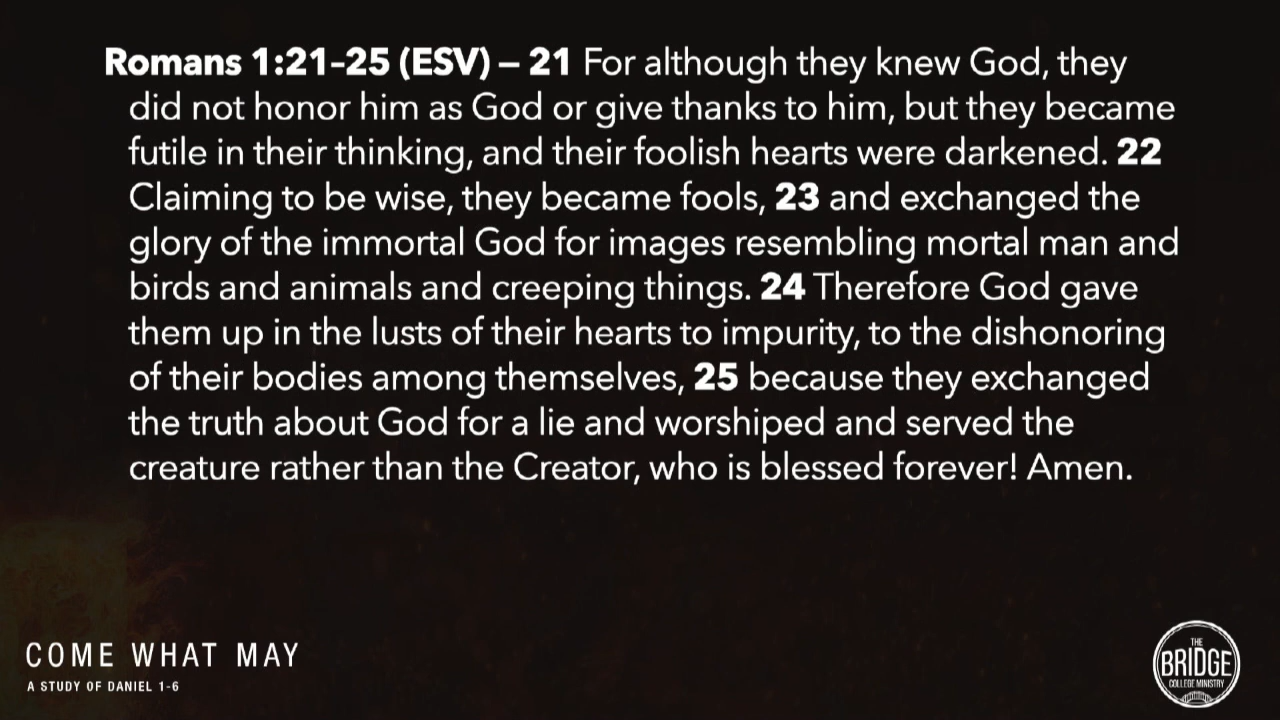 Romans 1:21–25 (ESV) – 21 For although they knew God, they
did not honor him as God or give thanks to him, but they became
futile in their thinking, and their foolish hearts were darkened. 22
Claiming to be wise, they became fools, 23 and exchanged the
glory of the immortal God for images resembling mortal man and
birds and animals and creeping things. 24 Therefore God gave
them up in the lusts of their hearts to impurity, to the dishonoring
of their bodies among themselves, 25 because they exchanged
the truth about God for a lie and worshiped and served the
creature rather than the Creator, who is blessed forever! Amen.
COME WHAT MAY
A STUDY OF DANIEL 1-6
THE
BRIDGE
COLLEGE MINISTRY